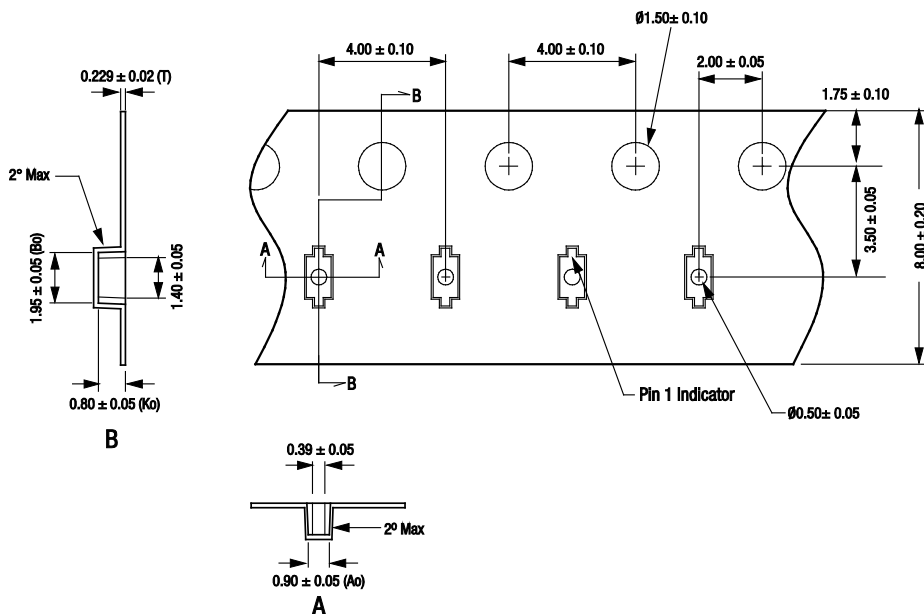 Ø1.50± 0.10
4.00 ± 0.10
4.00 ± 0.10
2.00 ± 0.05
0.229 ± 0.02 (T)
B
1.75 ± 0.10
2° Max
1.95 ± 0.05 (Bo)
1.40 ± 0.05
A
A
3.50 ± 0.05
8.00 ± 0.20
B
0.80 ± 0.05 (Ko)
B
Pin 1 Indicator
Ø0.50± 0.05
0.39 ± 0.05
2º Max
0.90 ± 0.05 (Ao)
A